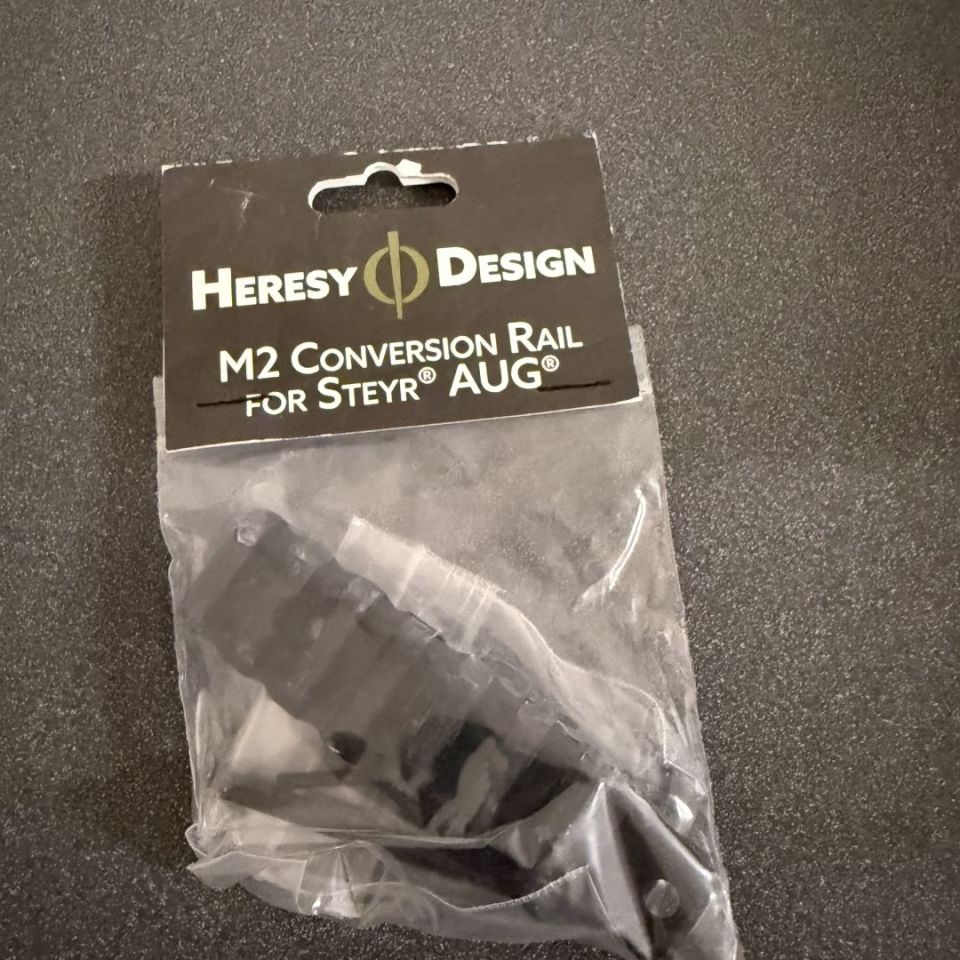 HERESY DESIGN
M2 CONVERSION RAIL
FOR STEYR® AUG®